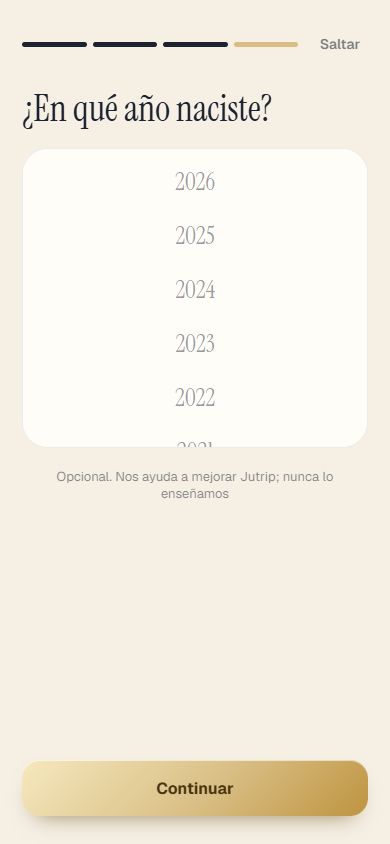 Saltar
¿En qué año naciste?
2026
2025
2024
2023
2022
Opcional. Nos ayuda a mejorar Jutrip; nunca lo
enseñamos
Continuar